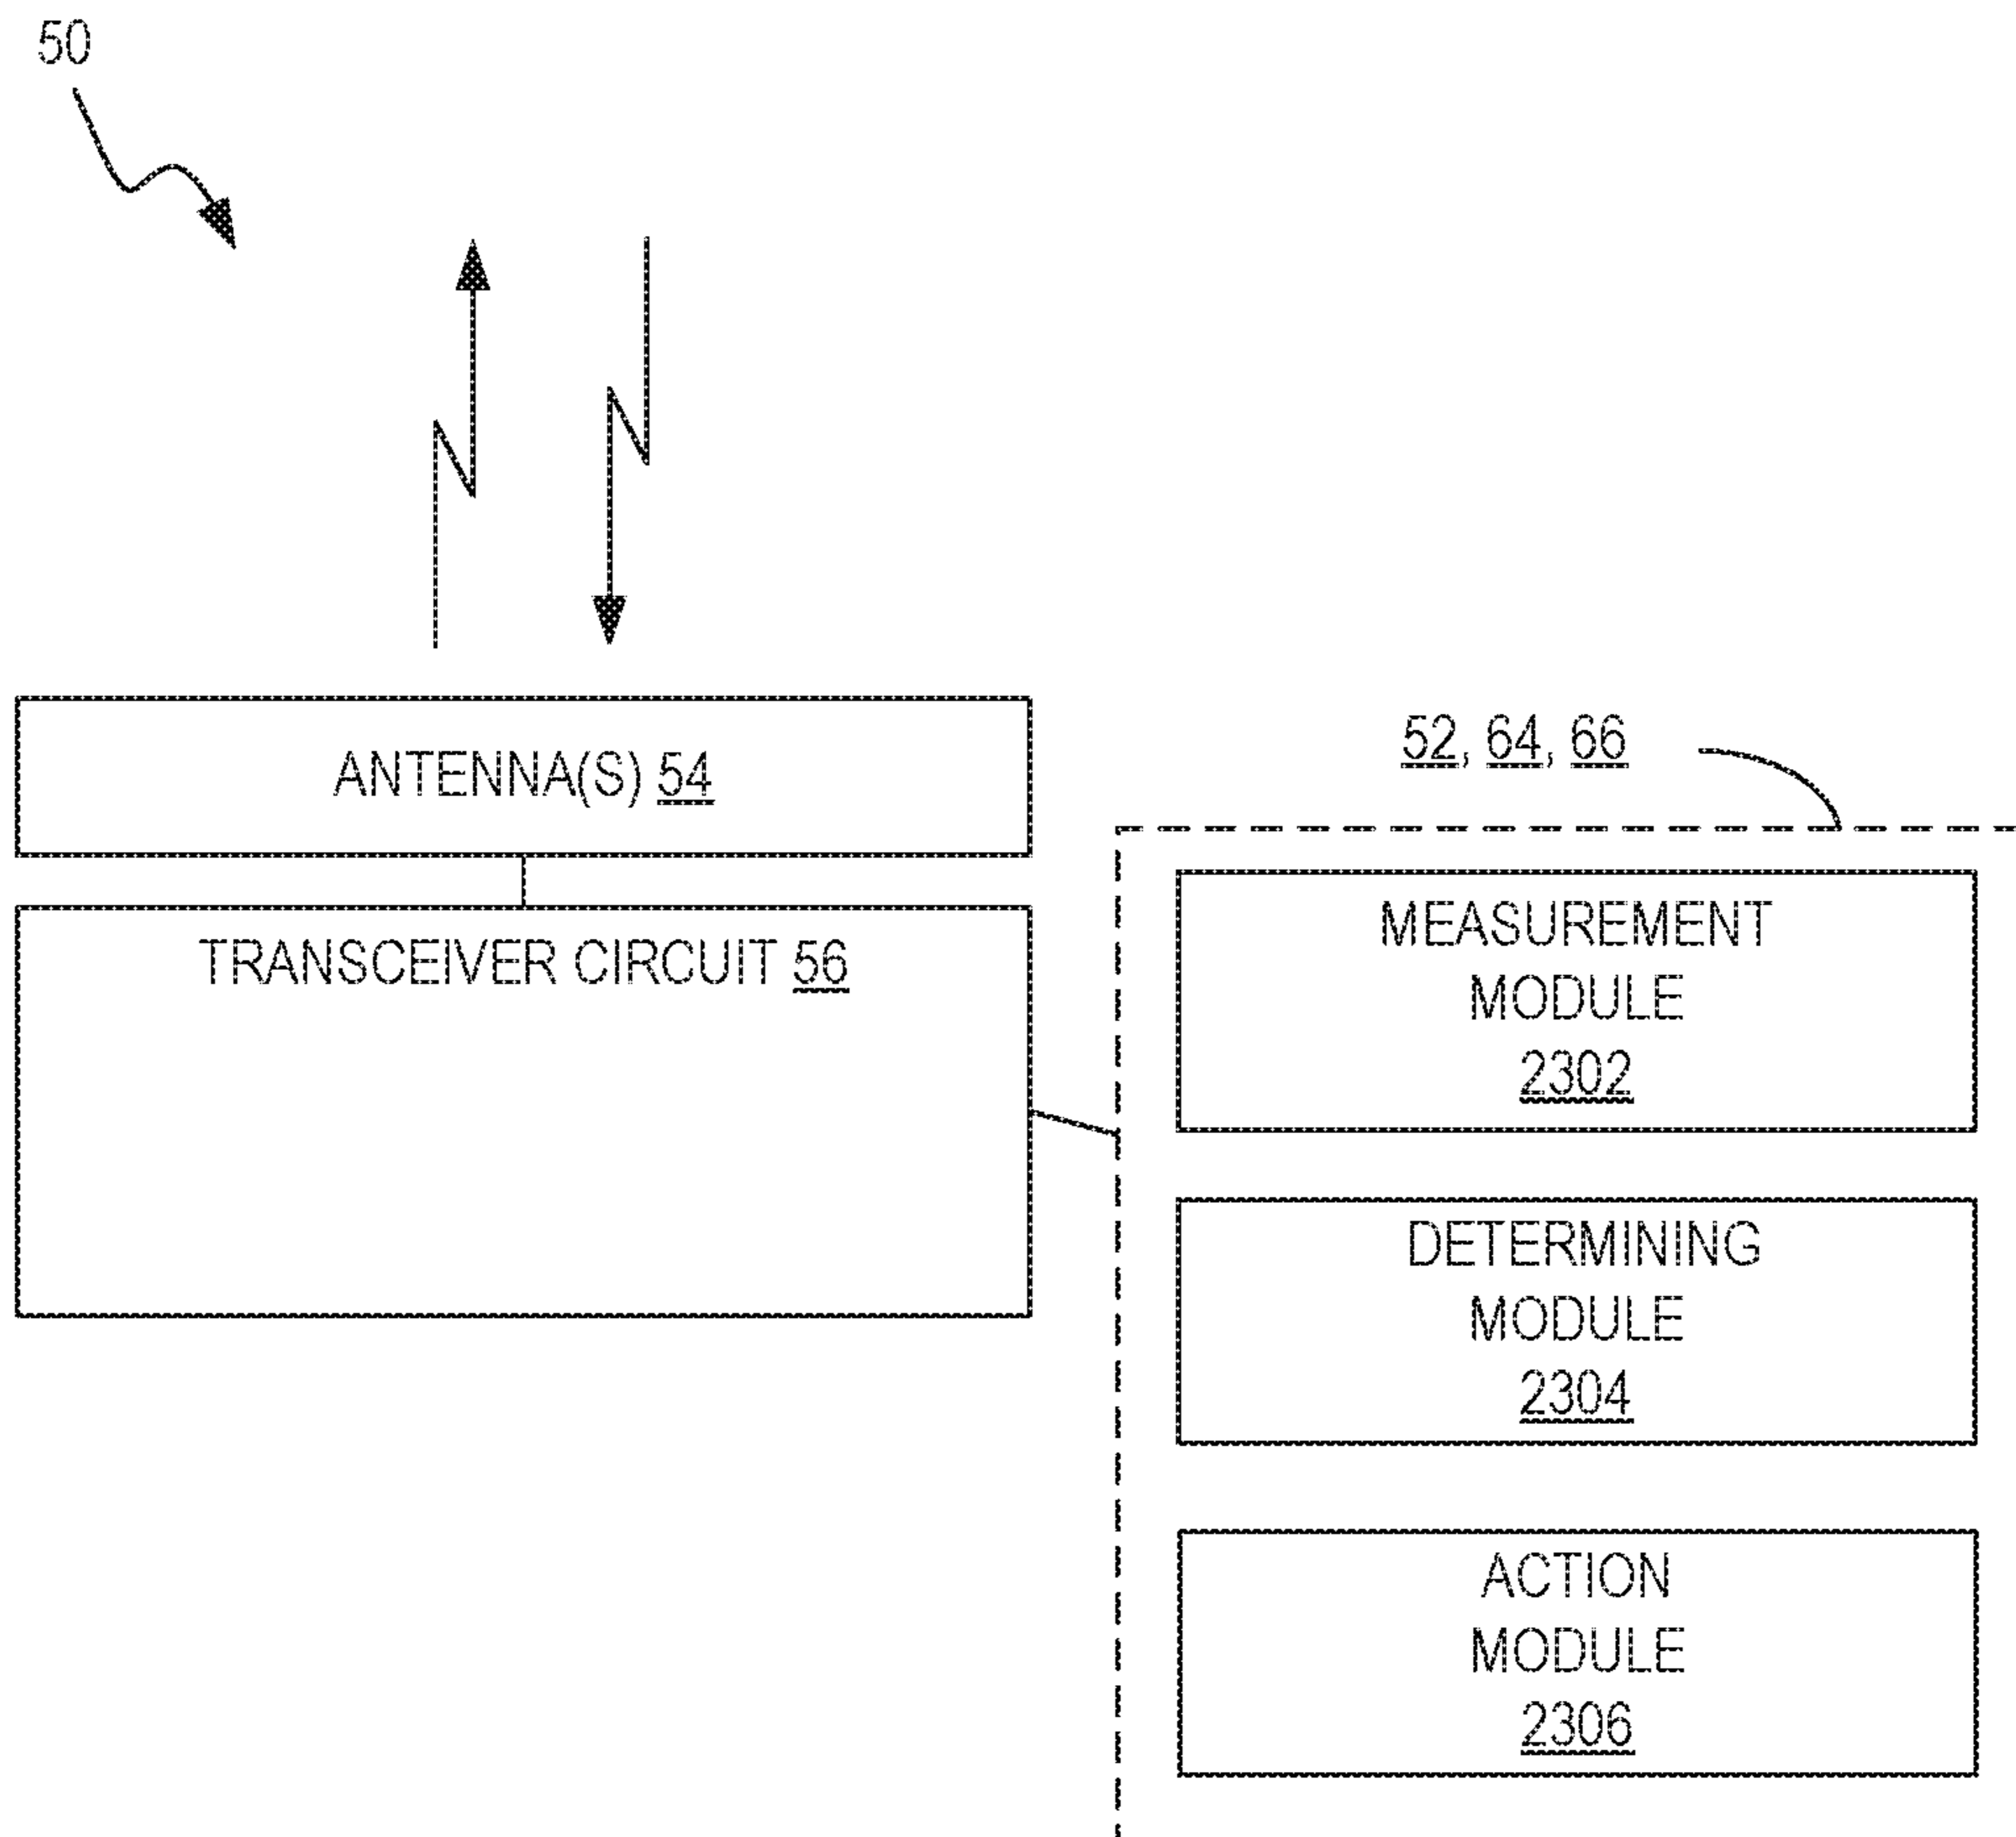 50
ANTENNA(S) 54
52, 64, 66
TRANSCEIVER CIRCUIT 56
MEASUREMENT
MODULE
2302
DETERMINING
MODULE
2304
ACTION
MODULE
2306